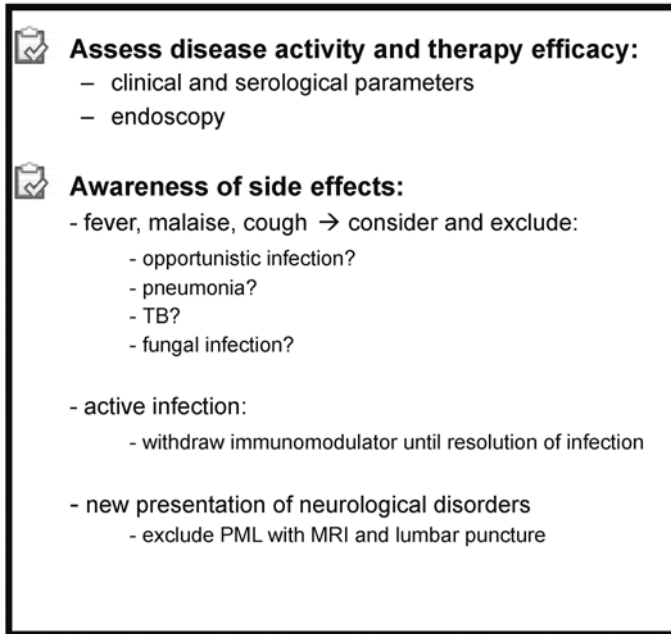 Assess disease activity and therapy efficacy:
– clinical and serological parameters
– endoscopy
Awareness of side effects:
- fever, malaise, cough → consider and exclude:
- opportunistic infection?
- pneumonia?
- TB?
- fungal infection?
- active infection:
- withdraw immunomodulator until resolution of infection
- new presentation of neurological disorders
- exclude PML with MRI and lumbar puncture